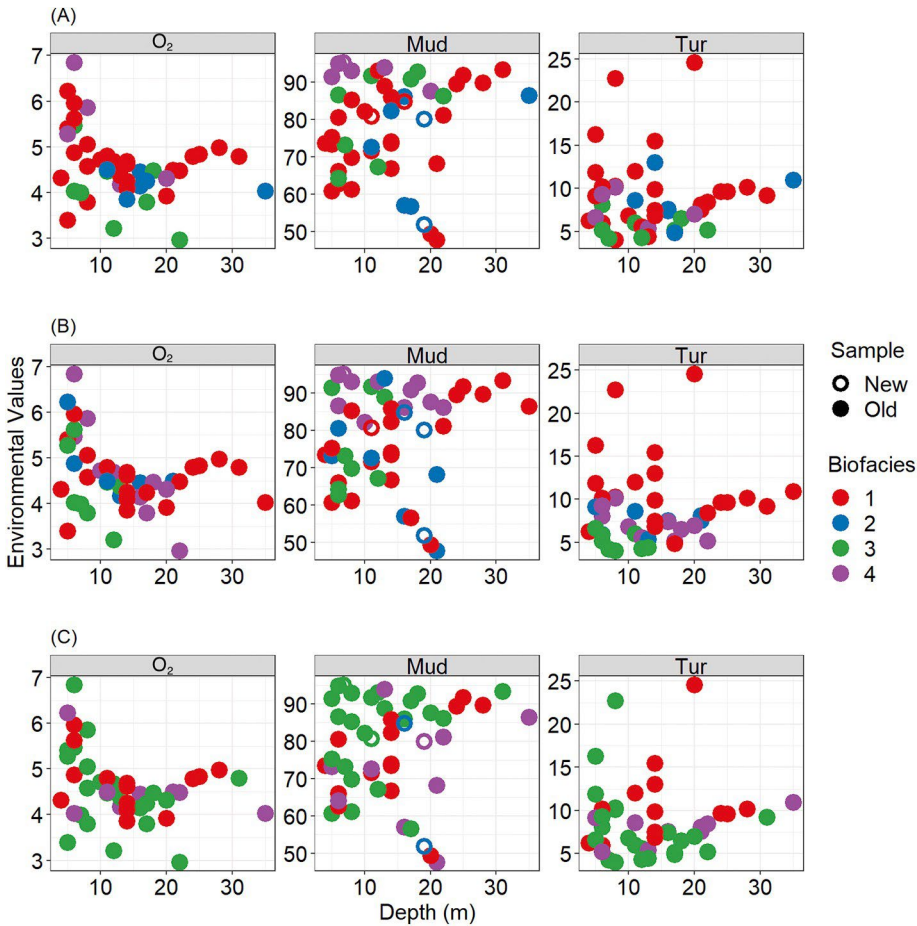 (A)
O₂ Mud Tur
7 6 5 4 3
90 80 70 60 50
25 20 15 10 5
10 20 30 10 20 30 10 20 30
(B)
O₂ Mud Tur
7 6 5 4 3
90 80 70 60 50
25 20 15 10 5
10 20 30 10 20 30 10 20 30
(C)
O₂ Mud Tur
7 6 5 4 3
90 80 70 60 50
25 20 15 10 5
10 20 30 10 20 30 10 20 30
Environmental Values
Depth (m)
Sample
New
Old
Biofacies
1
2
3
4